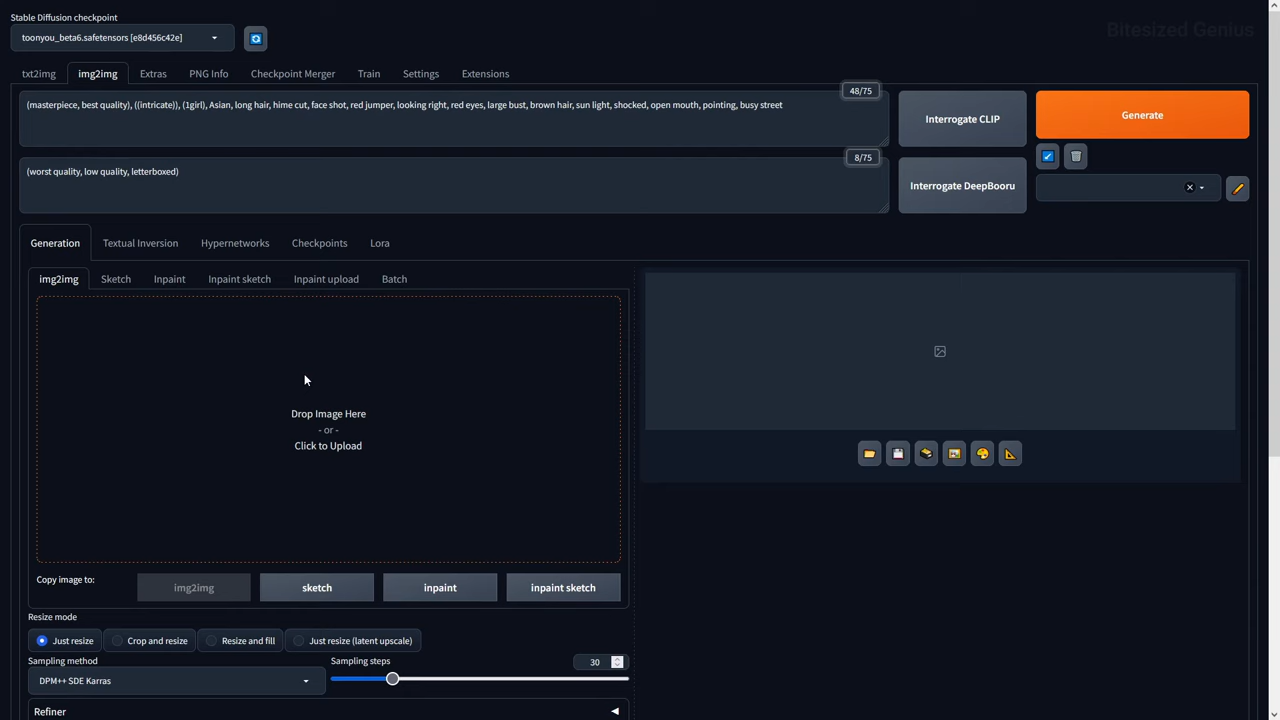 Stable Diffusion checkpoint
Bitesized Genius
toonyou_beta6.safetensors [e8d456c42e]
txt2img img2img Extras PNG Info Checkpoint Merger Train Settings Extensions
48/75
(masterpiece, best quality), ((intricate)), (1girl), Asian, long hair, hime cut, face shot, red jumper, looking right, red eyes, large bust, brown hair, sun light, shocked, open mouth, pointing, busy street
Interrogate CLIP
Generate
8/75
(worst quality, low quality, letterboxed)
Interrogate DeepBooru
Generation Textual Inversion Hypernetworks Checkpoints Lora
img2img Sketch Inpaint Inpaint sketch Inpaint upload Batch
Drop Image Here
- or -
Click to Upload
Copy image to:
img2img sketch inpaint inpaint sketch
Resize mode
Just resize Crop and resize Resize and fill Just resize (latent upscale)
Sampling method
Sampling steps
30
DPM++ SDE Karras
Refiner